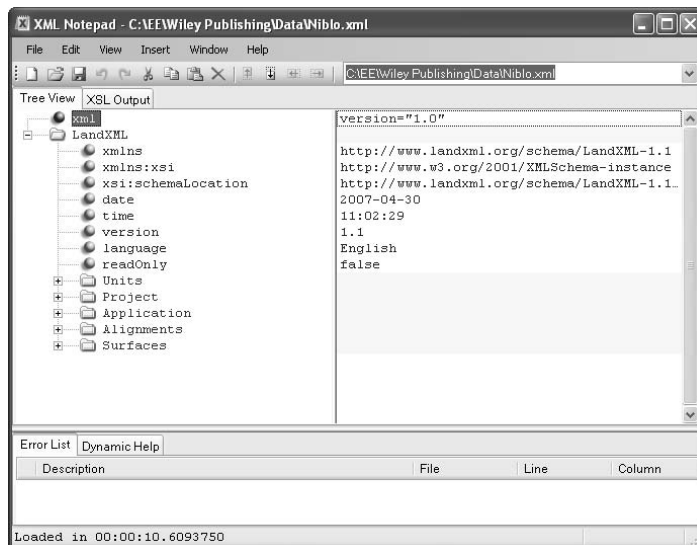 XML Notepad - C:\EE\Wiley Publishing\Data\Niblo.xml
File Edit View Insert Window Help
C:\EE\Wiley Publishing\Data\Niblo.xml
Tree View XSL Output
xml version="1.0"
LandXML
xmlns http://www.landxml.org/schema/LandXML-1.1
xmlns:xsi http://www.w3.org/2001/XMLSchema-instance
xsi:schemaLocation http://www.landxml.org/schema/LandXML-1.1...
date 2007-04-30
time 11:02:29
version 1.1
language English
readOnly false
Units
Project
Application
Alignments
Surfaces
Error List Dynamic Help
Description File Line Column
Loaded in 00:00:10.6093750